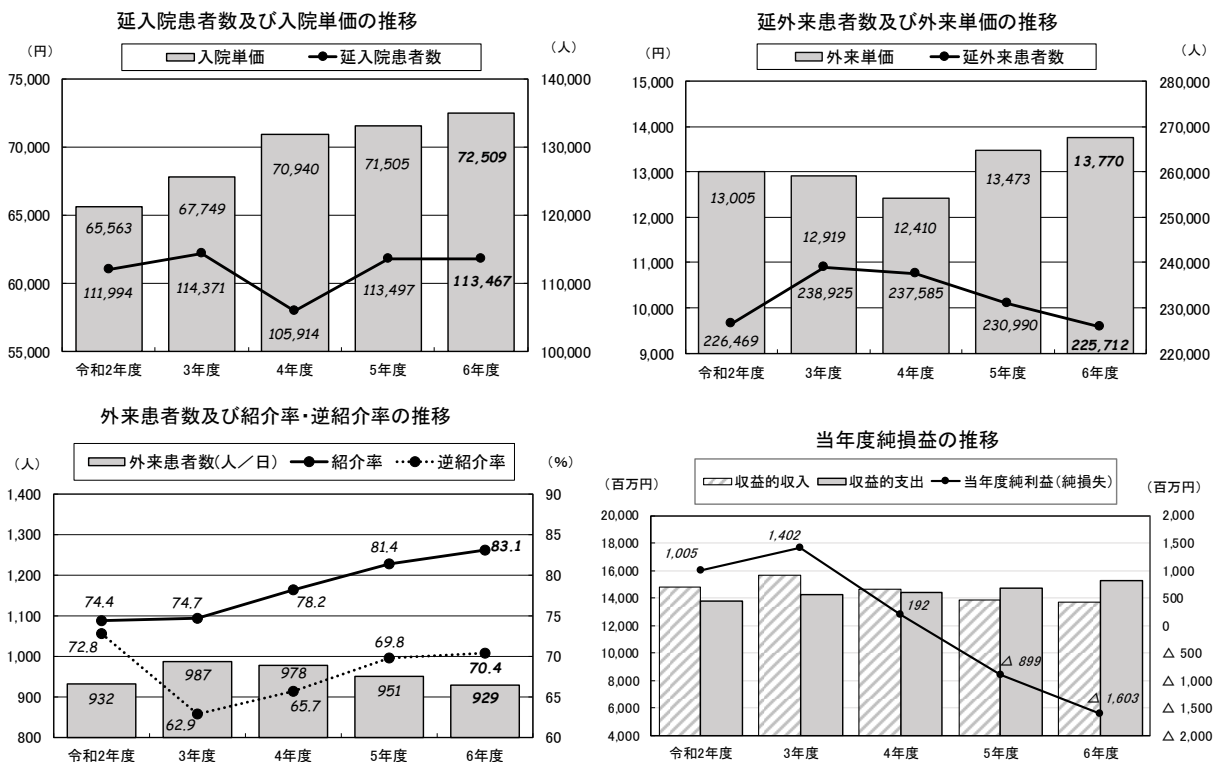 延入院患者数及び入院単価の推移
（円） 入院単価 延入院患者数 （人）
75,000 140,000
70,000 130,000
65,000 120,000
60,000 110,000
55,000 100,000
65,563 67,749 70,940 71,505 72,509
111,994 114,371 105,914 113,497 113,467
令和2年度 3年度 4年度 5年度 6年度
延外来患者数及び外来単価の推移
（円） 外来単価 延外来患者数 （人）
15,000 280,000
14,000 270,000
13,000 260,000
12,000 250,000
11,000 240,000
10,000 230,000
9,000 220,000
13,005 12,919 12,410 13,473 13,770
226,469 238,925 237,585 230,990 225,712
令和2年度 3年度 4年度 5年度 6年度
外来患者数及び紹介率・逆紹介率の推移
（人） 外来患者数(人／日) 紹介率 逆紹介率 （％）
1,400 90
1,300 85
1,200 80
1,100 75
1,000 70
900 65
800 60
74.4 74.7 78.2 81.4 83.1
72.8 62.9 65.7 69.8 70.4
932 987 978 951 929
令和2年度 3年度 4年度 5年度 6年度
当年度純損益の推移
（百万円） 収益的収入 収益的支出 当年度純利益(純損失) （百万円）
20,000 2,000
18,000 1,500
16,000 1,000
14,000 500
12,000 0
10,000 △ 500
8,000 △ 1,000
6,000 △ 1,500
4,000 △ 2,000
1,005 1,402 192 △ 899 △ 1,603
令和2年度 3年度 4年度 5年度 6年度